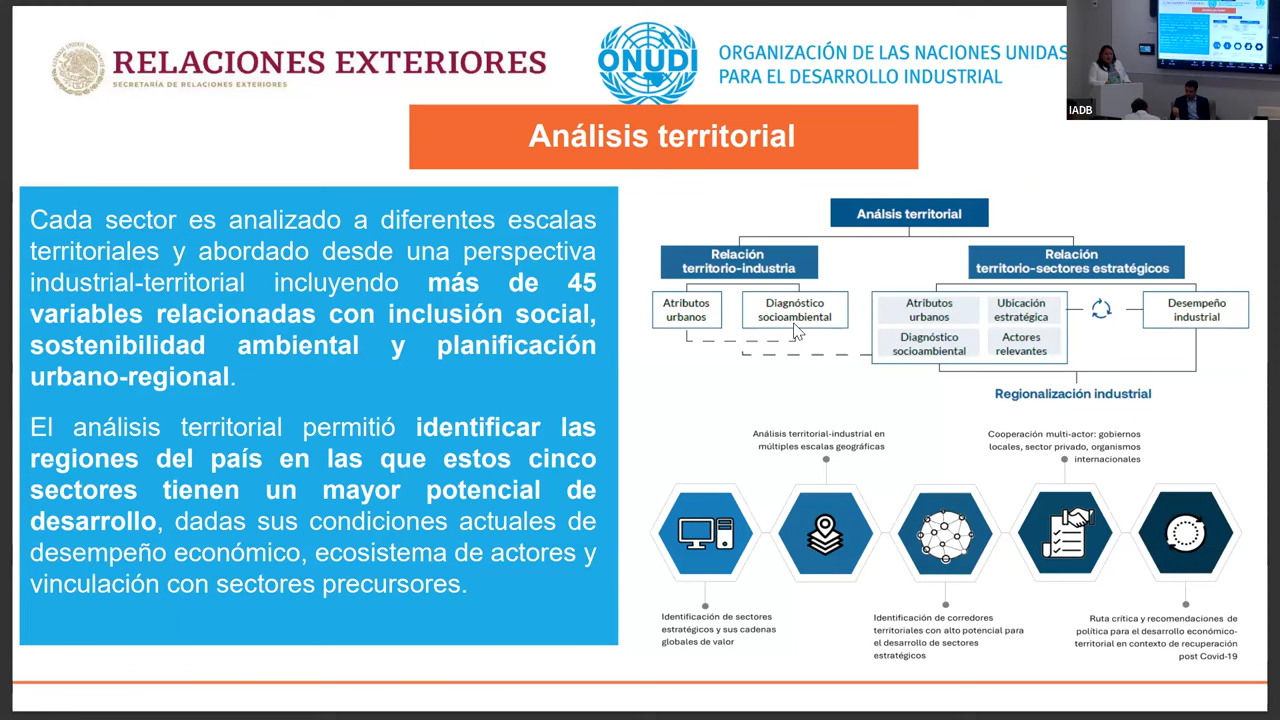 RELACIONES EXTERIORES
SECRETARÍA DE RELACIONES EXTERIORES
ONUDI
ORGANIZACIÓN DE LAS NACIONES UNIDAS
PARA EL DESARROLLO INDUSTRIAL
IADB
Análisis territorial
Cada sector es analizado a diferentes escalas
territoriales y abordado desde una perspectiva
industrial-territorial incluyendo más de 45
variables relacionadas con inclusión social,
sostenibilidad ambiental y planificación
urbano-regional.
El análisis territorial permitió identificar las
regiones del país en las que estos cinco
sectores tienen un mayor potencial de
desarrollo, dadas sus condiciones actuales de
desempeño económico, ecosistema de actores y
vinculación con sectores precursores.
Análsis territorial
Relación
territorio-industria
Relación
territorio-sectores estratégicos
Atributos
urbanos
Diagnóstico
socioambiental
Atributos
urbanos
Ubicación
estratégica
Diagnóstico
socioambiental
Actores
relevantes
Desempeño
industrial
Regionalización industrial
Análisis territorial-industrial en
múltiples escalas geográficas
Cooperación multi-actor: gobiernos
locales, sector privado, organismos
internacionales
Identificación de sectores
estratégicos y sus cadenas
globales de valor
Identificación de corredores
territoriales con alto potencial para
el desarrollo de sectores
estratégicos
Ruta crítica y recomendaciones de
política para el desarrollo económico-
territorial en contexto de recuperación
post Covid-19